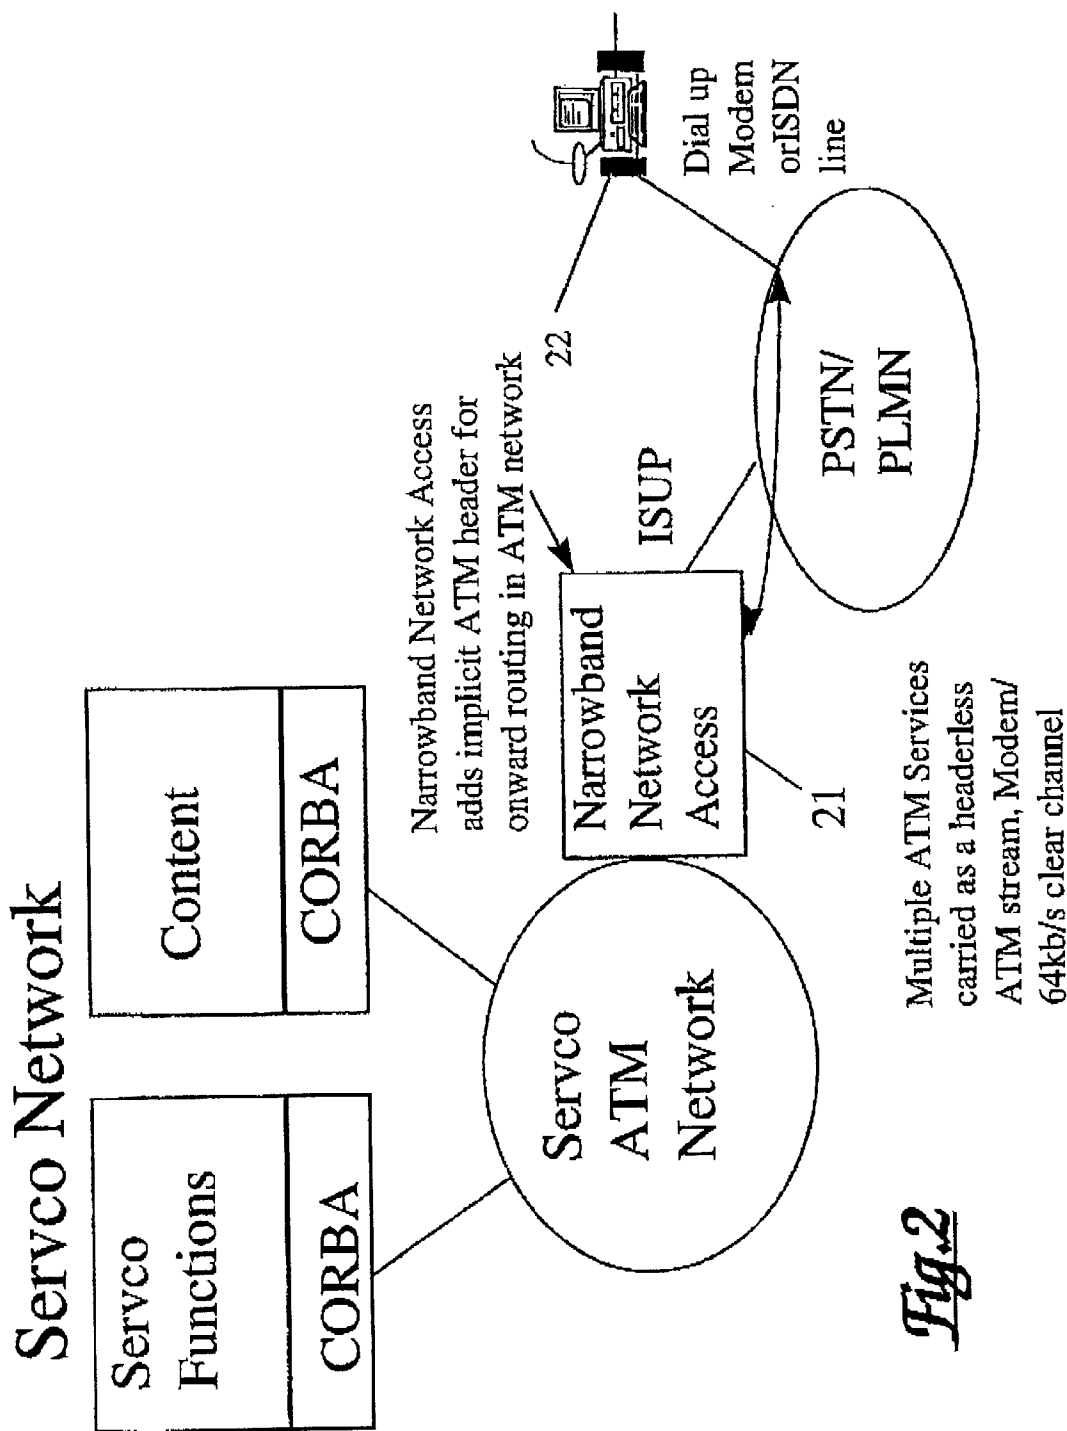 Servco Network
Servco
Functions
CORBA
Content
CORBA
Servco
ATM
Network
Narrowband Network Access
adds implicit ATM header for
onward routing in ATM network
Narrowband
Network
Access
21
ISUP
22
PSTN/
PLMN
Dial up
Modem
orISDN
line
Multiple ATM Services
carried as a headerless
ATM stream, Modem/
64kb/s clear channel
Fig.2